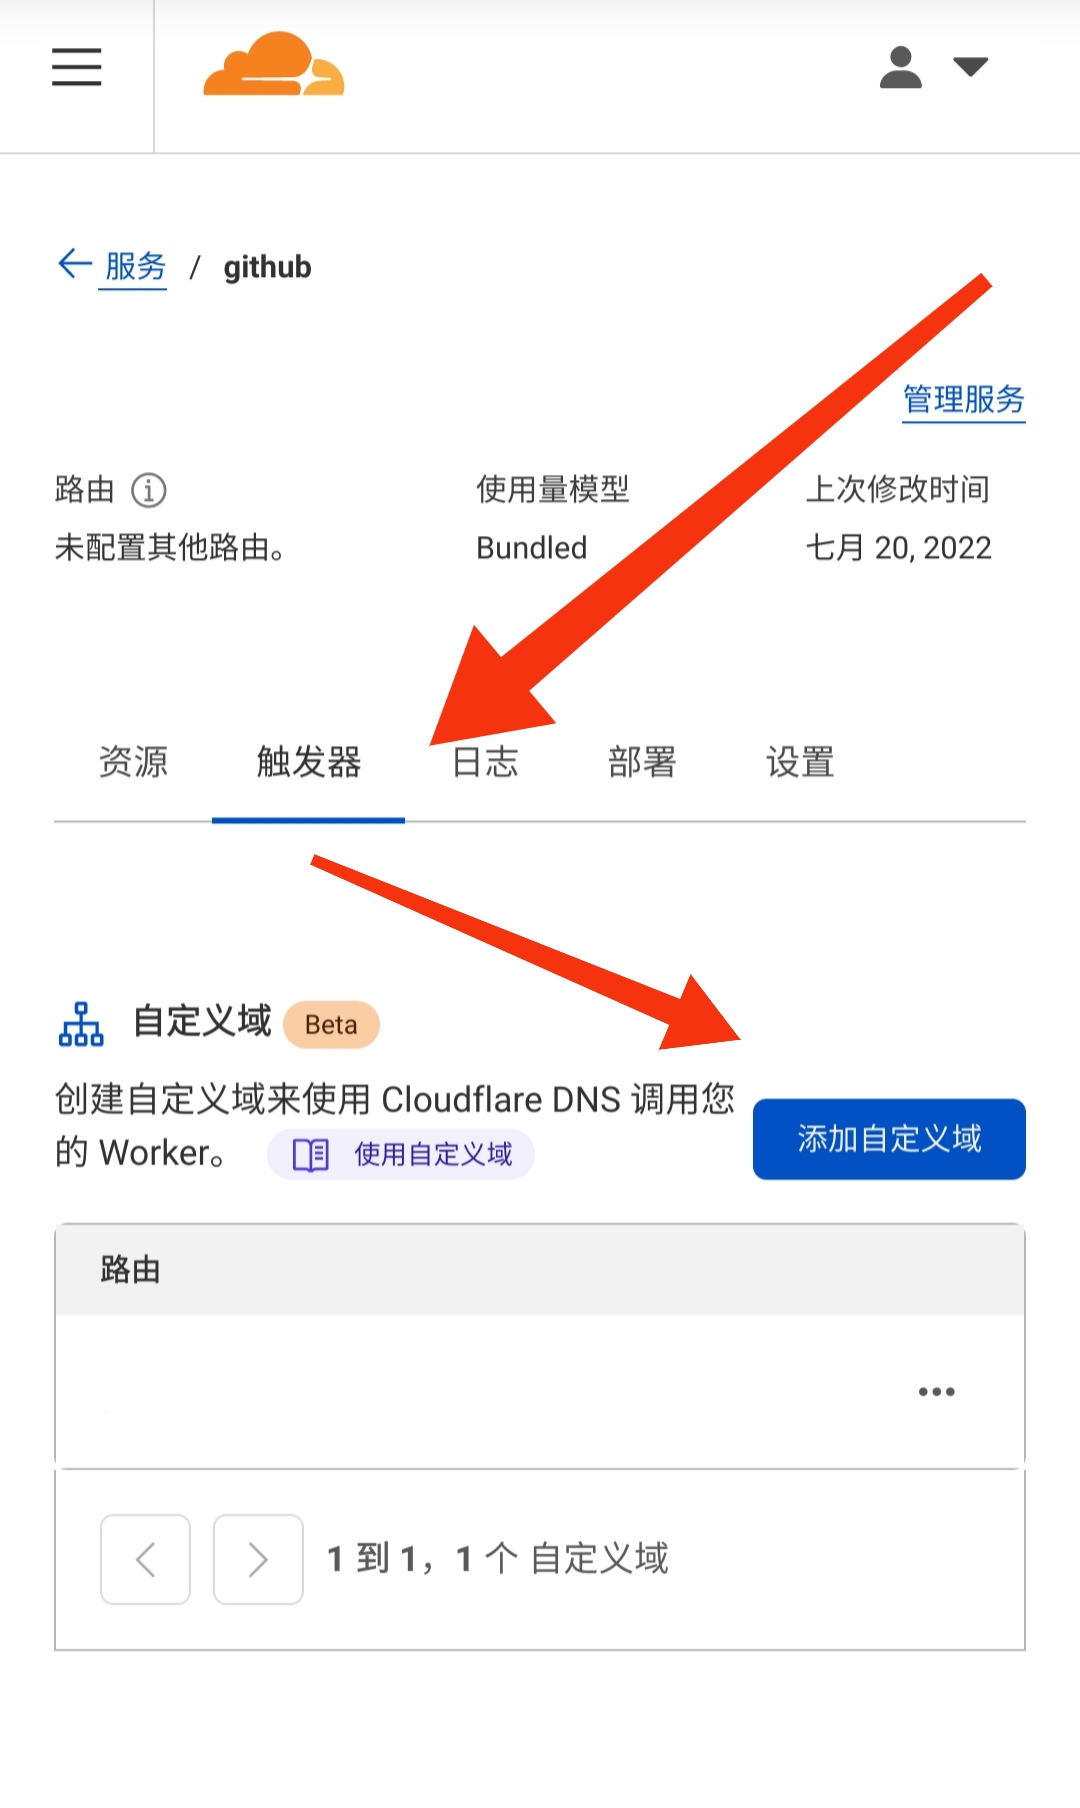 服务 / github
管理服务
路由 使用量模型 上次修改时间
未配置其他路由。 Bundled 七月 20, 2022
资源 触发器 日志 部署 设置
自定义域 Beta
创建自定义域来使用 Cloudflare DNS 调用您
的 Worker。 使用自定义域
添加自定义域
路由
1 到 1，1 个 自定义域